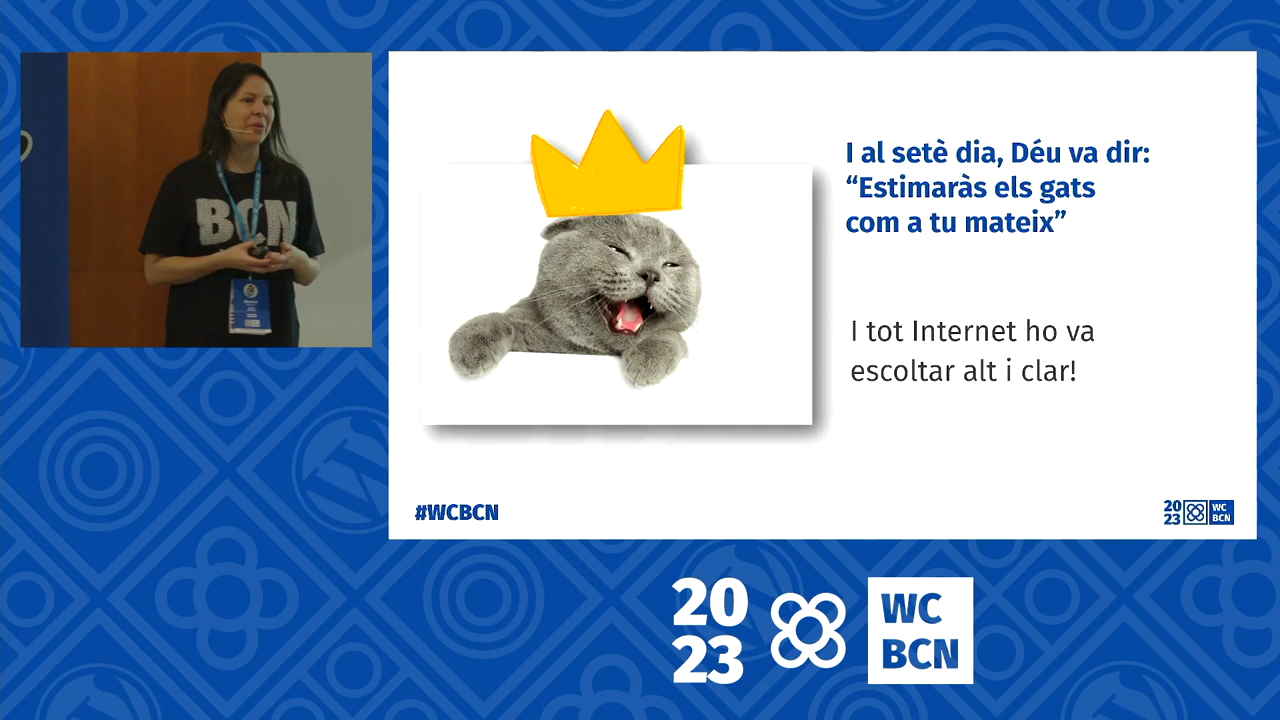 BCN
I al setè dia, Déu va dir:
“Estimaràs els gats
com a tu mateix”
I tot Internet ho va
escoltar alt i clar!
#WCBCN
20
23
WC
BCN
20
23
WC
BCN